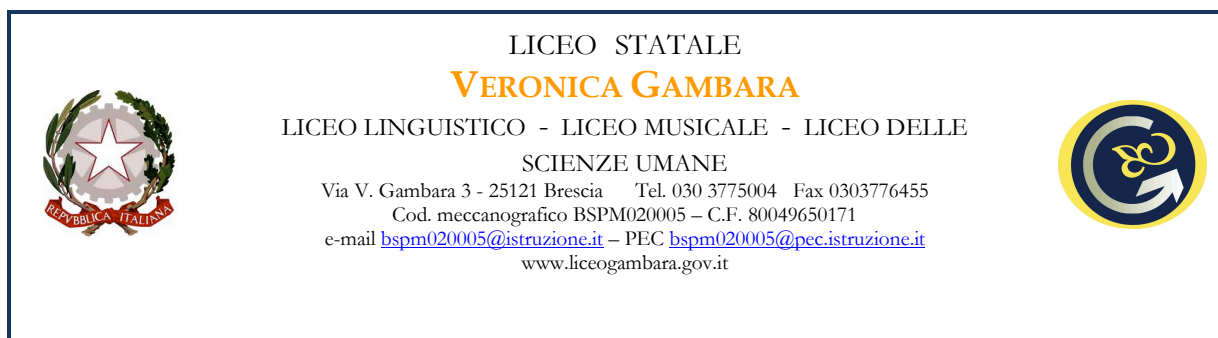 LICEO STATALE
VERONICA GAMBARA
LICEO LINGUISTICO - LICEO MUSICALE - LICEO DELLE
SCIENZE UMANE
Via V. Gambara 3 - 25121 Brescia Tel. 030 3775004 Fax 0303776455
Cod. meccanografico BSPM020005 – C.F. 80049650171
e-mail bspm020005@istruzione.it – PEC bspm020005@pec.istruzione.it
www.liceogambara.gov.it
REPVBBLICA ITALIANA